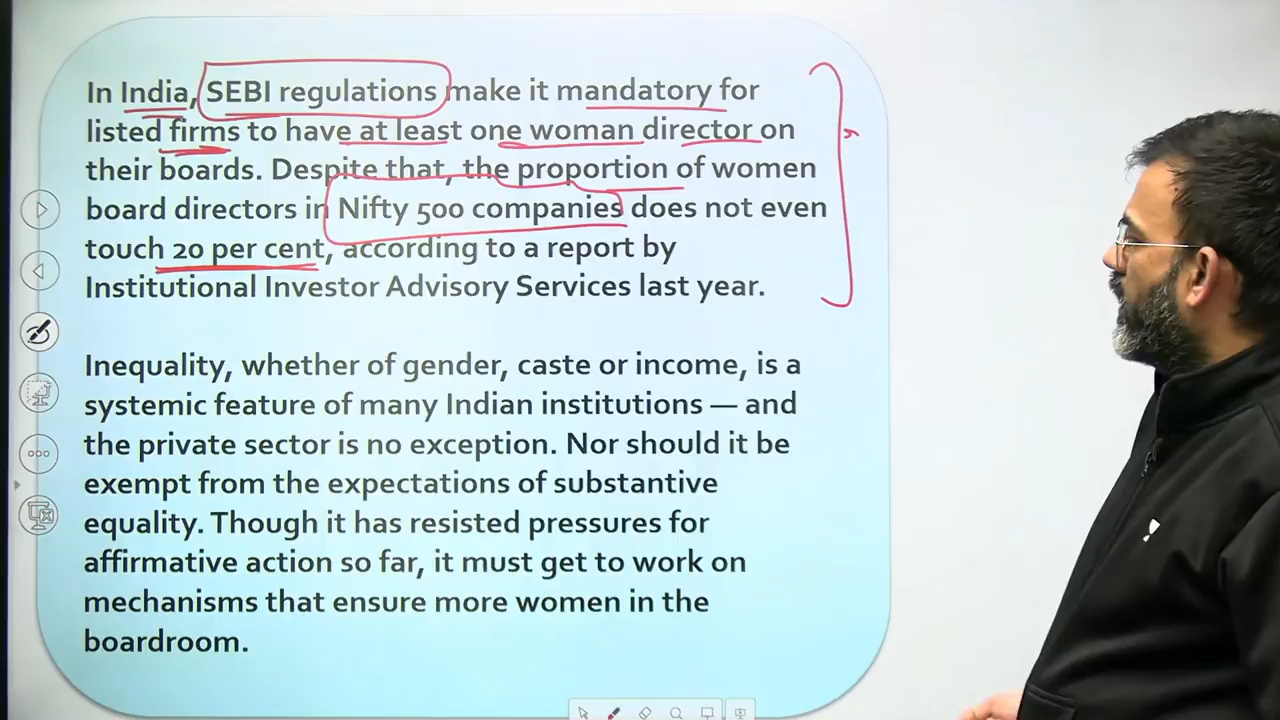 In India, SEBI regulations make it mandatory for
listed firms to have at least one woman director on
their boards. Despite that, the proportion of women
board directors in Nifty 500 companies does not even
touch 20 per cent, according to a report by
Institutional Investor Advisory Services last year.
Inequality, whether of gender, caste or income, is a
systemic feature of many Indian institutions — and
the private sector is no exception. Nor should it be
exempt from the expectations of substantive
equality. Though it has resisted pressures for
affirmative action so far, it must get to work on
mechanisms that ensure more women in the
boardroom.